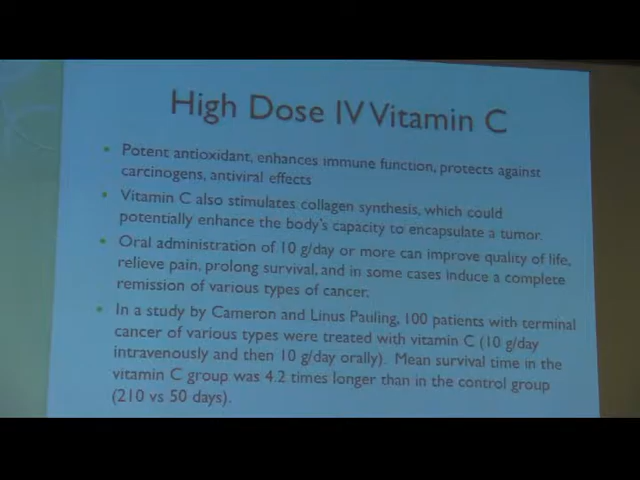 High Dose IV Vitamin C
• Potent antioxidant, enhances immune function, protects against
carcinogens, antiviral effects
• Vitamin C also stimulates collagen synthesis, which could
potentially enhance the body's capacity to encapsulate a tumor.
• Oral administration of 10 g/day or more can improve quality of life,
relieve pain, prolong survival, and in some cases induce a complete
remission of various types of cancer.
• In a study by Cameron and Linus Pauling, 100 patients with terminal
cancer of various types were treated with vitamin C (10 g/day
intravenously and then 10 g/day orally). Mean survival time in the
vitamin C group was 4.2 times longer than in the control group
(210 vs 50 days).